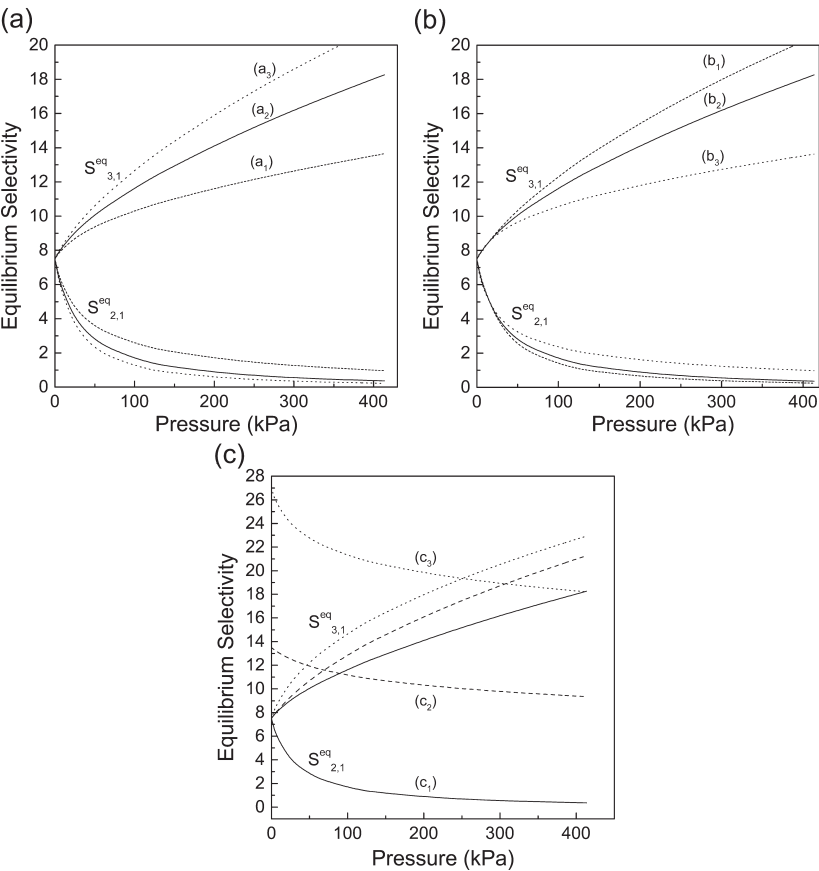 (a)
20
18
16
14
12
10
8
6
4
2
0
Equilibrium Selectivity
(a3)
(a2)
(a1)
S^eq_3,1
S^eq_2,1
0 100 200 300 400
Pressure (kPa)
(b)
20
18
16
14
12
10
8
6
4
2
0
Equilibrium Selectivity
(b1)
(b2)
(b3)
S^eq_3,1
S^eq_2,1
0 100 200 300 400
Pressure (kPa)
(c)
28
26
24
22
20
18
16
14
12
10
8
6
4
2
0
Equilibrium Selectivity
(c3)
S^eq_3,1
(c2)
S^eq_2,1
(c1)
0 100 200 300 400
Pressure (kPa)